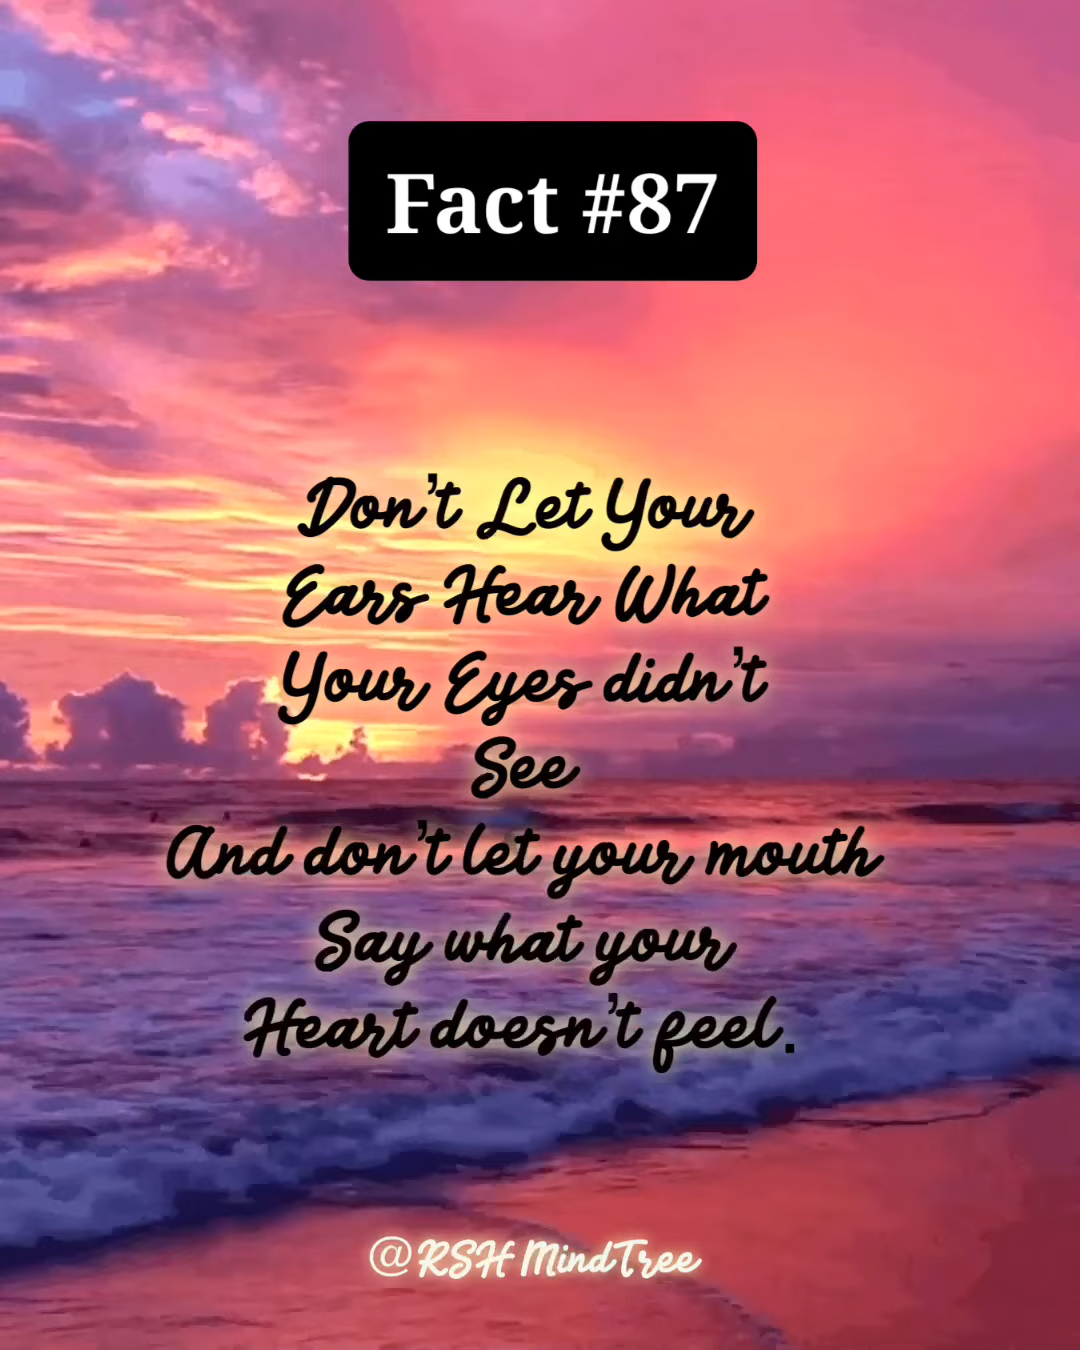 Fact #87
Don't Let Your
Ears Hear What
Your Eyes didn't
See
And don't let your mouth
Say what your
Heart doesn't feel.
@RSH MindTree